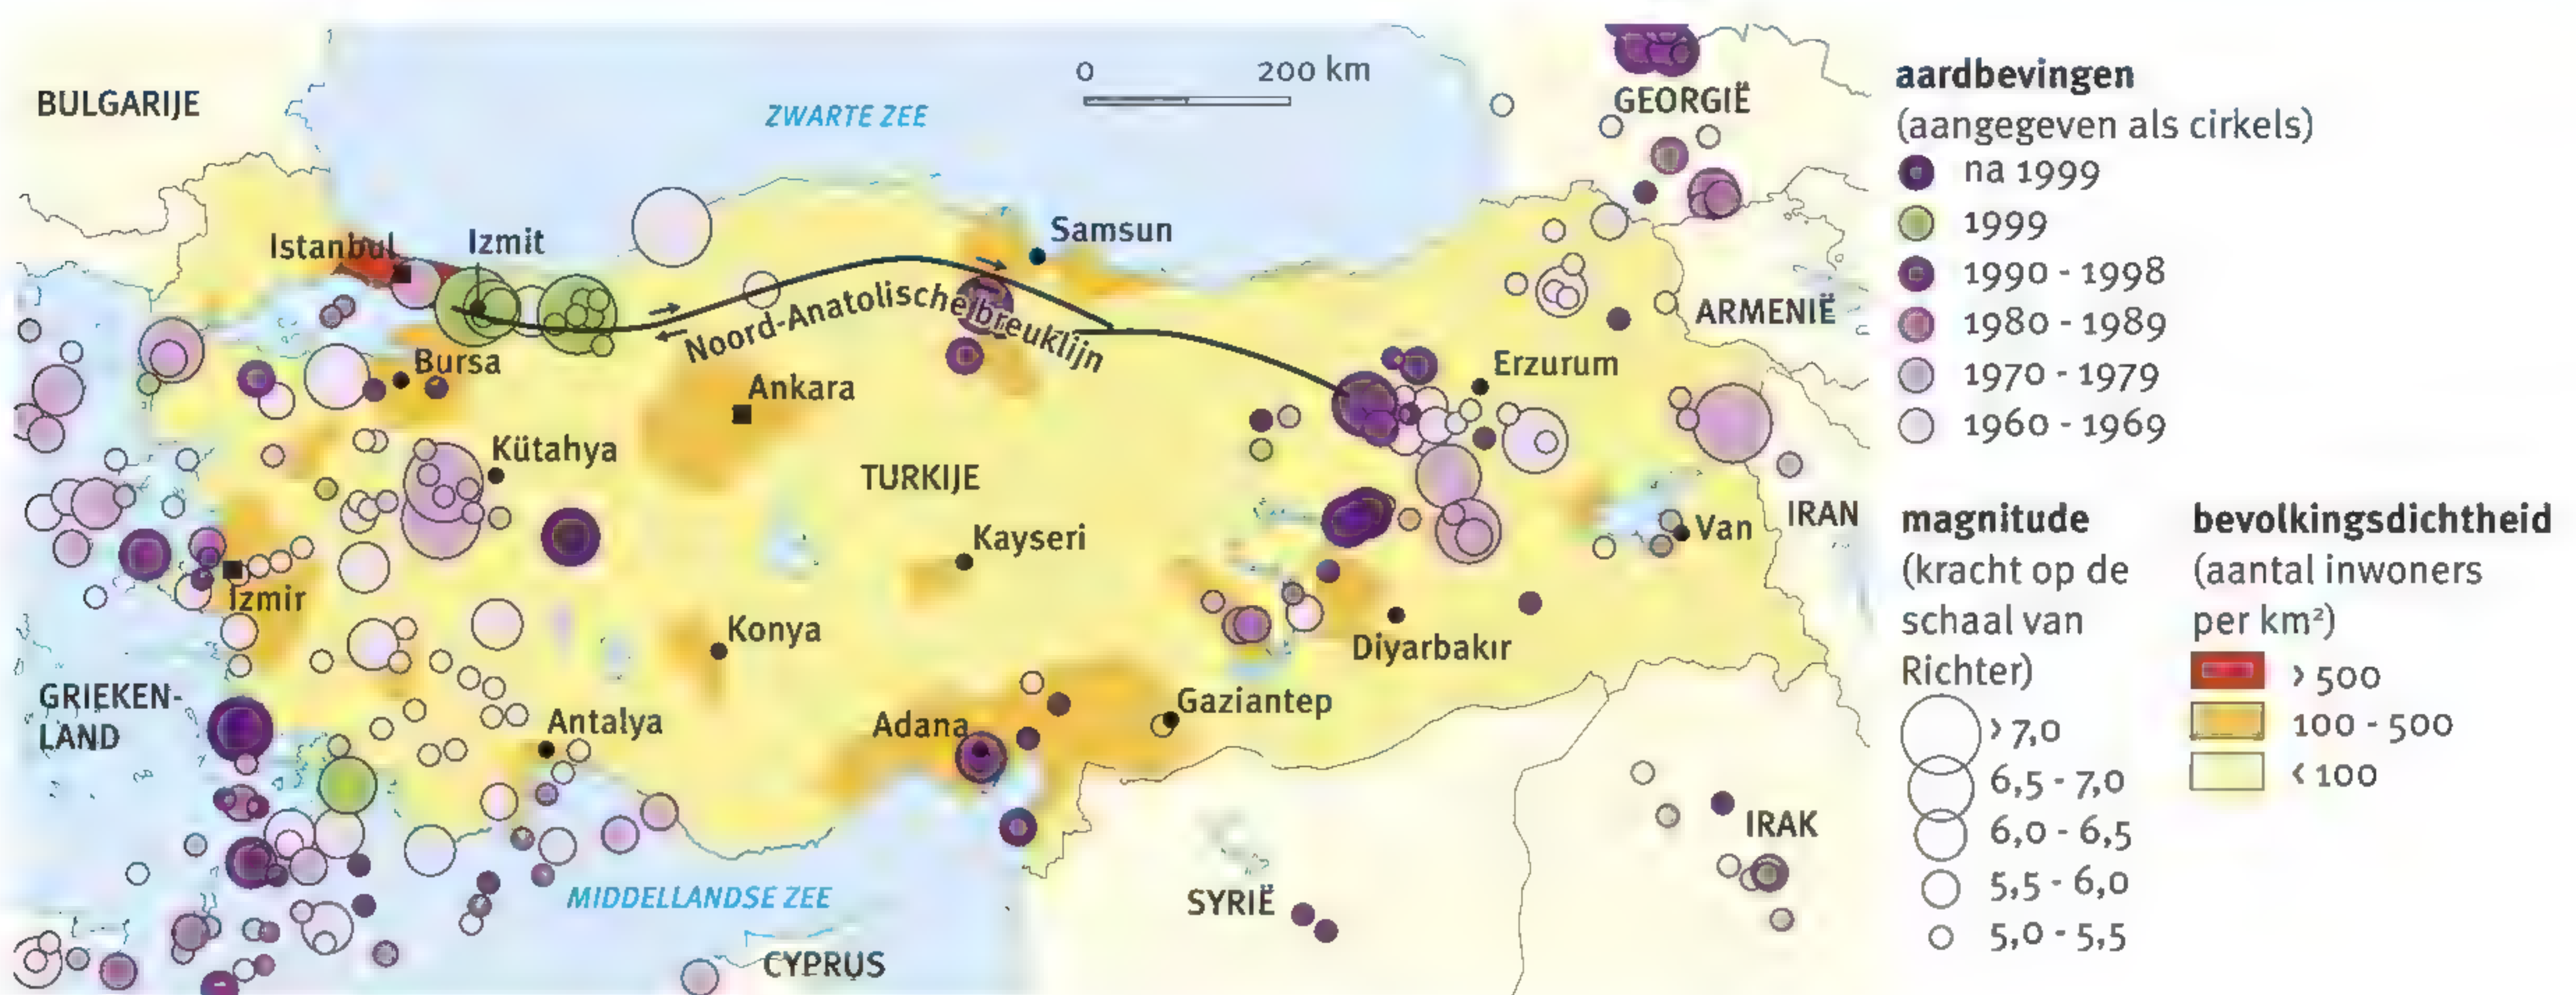 BULGARIJE
ZWARTE ZEE
0 200 km
GEORGIË
Istanbul
Izmit
Samsun
ARMENIË
Noord-Anatolische breuklijn
Bursa
Ankara
Erzurum
Kütahya
TURKIJE
Kayseri
Van
IRAN
Izmir
Konya
Diyarbakır
GRIEKEN-
LAND
Antalya
Adana
Gaziantep
IRAK
MIDDELLANDSE ZEE
SYRIË
CYPRUS
aardbevingen
(aangegeven als cirkels)
na 1999
1999
1990 - 1998
1980 - 1989
1970 - 1979
1960 - 1969
magnitude
(kracht op de
schaal van
Richter)
> 7,0
6,5 - 7,0
6,0 - 6,5
5,5 - 6,0
5,0 - 5,5
bevolkingsdichtheid
(aantal inwoners
per km²)
> 500
100 - 500
< 100